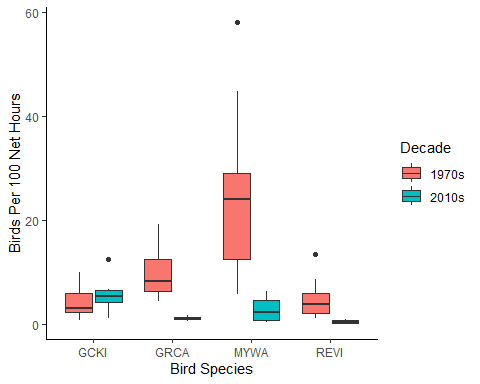 60
40
20
0
Birds Per 100 Net Hours
GCKI GRCA MYWA REVI
Bird Species
Decade
1970s
2010s